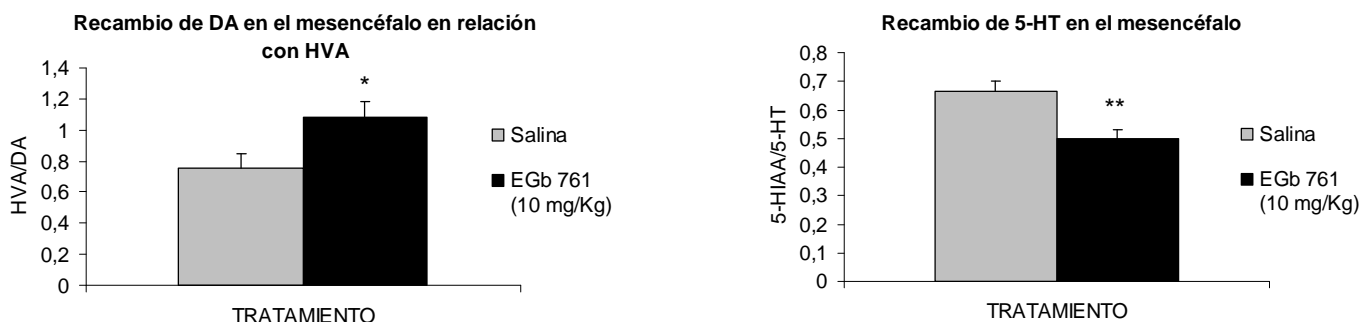 Recambio de DA en el mesencéfalo en relación
con HVA
1,4
1,2
1
0,8
0,6
0,4
0,2
0
HVA/DA
*
Salina
EGb 761
(10 mg/Kg)
TRATAMIENTO
Recambio de 5-HT en el mesencéfalo
0,8
0,7
0,6
0,5
0,4
0,3
0,2
0,1
0
5-HIAA/5-HT
**
Salina
EGb 761
(10 mg/Kg)
TRATAMIENTO